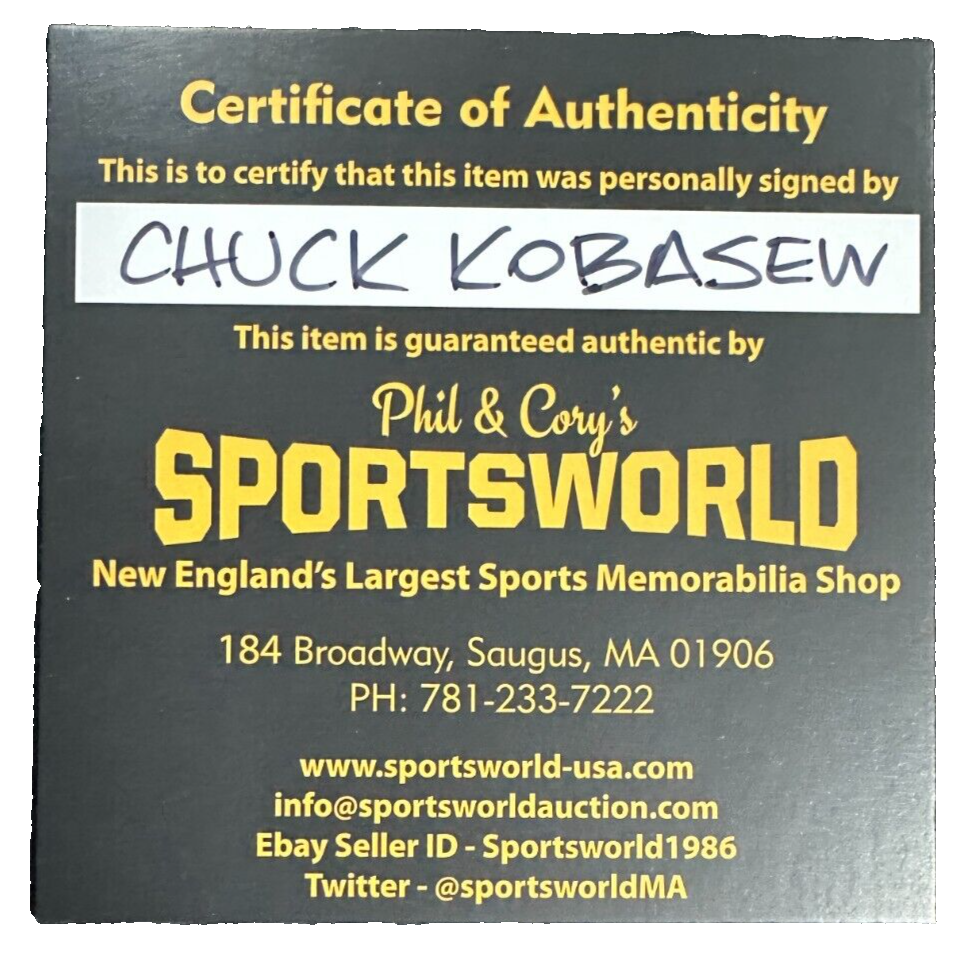 Certificate of Authenticity
This is to certify that this item was personally signed by
CHUCK KOBASEW
This item is guaranteed authentic by
Phil & Cory's
SPORTSWORLD
New England's Largest Sports Memorabilia Shop
184 Broadway, Saugus, MA 01906
PH: 781-233-7222
www.sportsworld-usa.com
info@sportsworldauction.com
Ebay Seller ID - Sportsworld1986
Twitter - @sportsworldMA